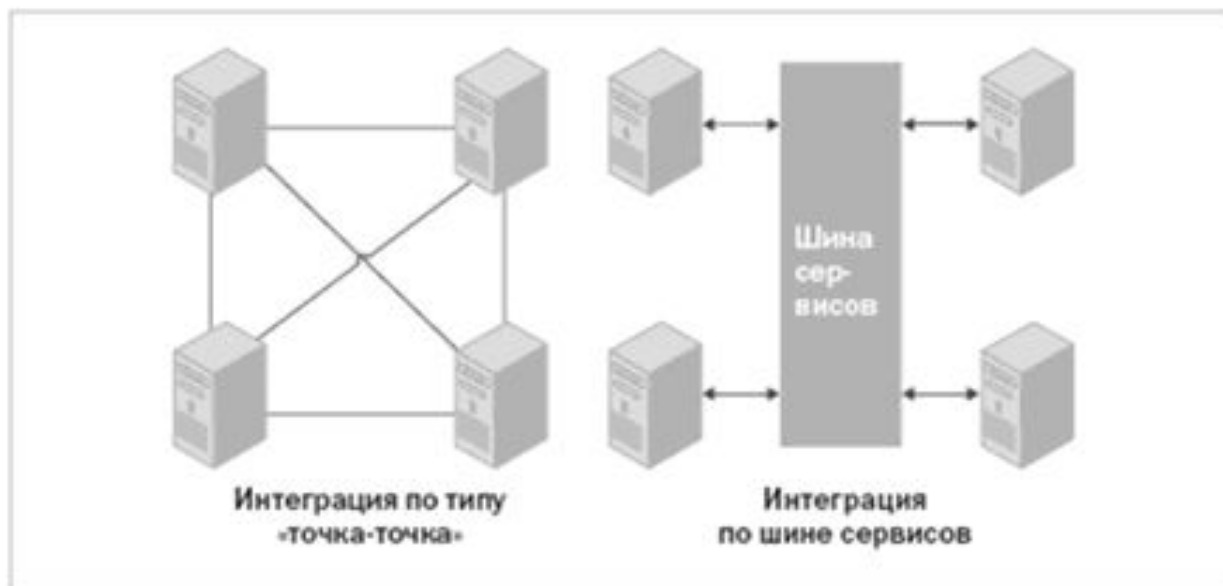 Шина
сер-
висов
Интеграция по типу
«точка-точка»
Интеграция
по шине сервисов